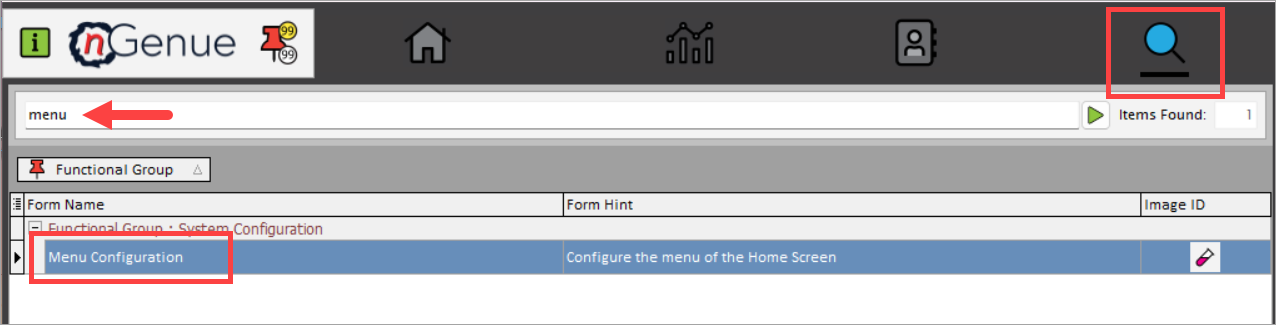 i nGenue 99 99
menu Items Found: 1
Functional Group
Form Name Form Hint Image ID
Functional Group : System Configuration
Menu Configuration Configure the menu of the Home Screen